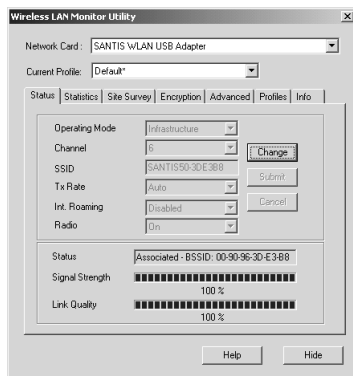 Wireless LAN Monitor Utility
Network Card : SANTIS WLAN USB Adapter
Current Profile: Default*
Status Statistics Site Survey Encryption Advanced Profiles Info
Operating Mode Infrastructure
Channel 6
Change
SSID SANTIS50-3DE3B8
Submit
Tx Rate Auto
Cancel
Int. Roaming Disabled
Radio On
Status Associated - BSSID: 00-90-96-3D-E3-B8
Signal Strength
100 %
Link Quality
100 %
Help Hide